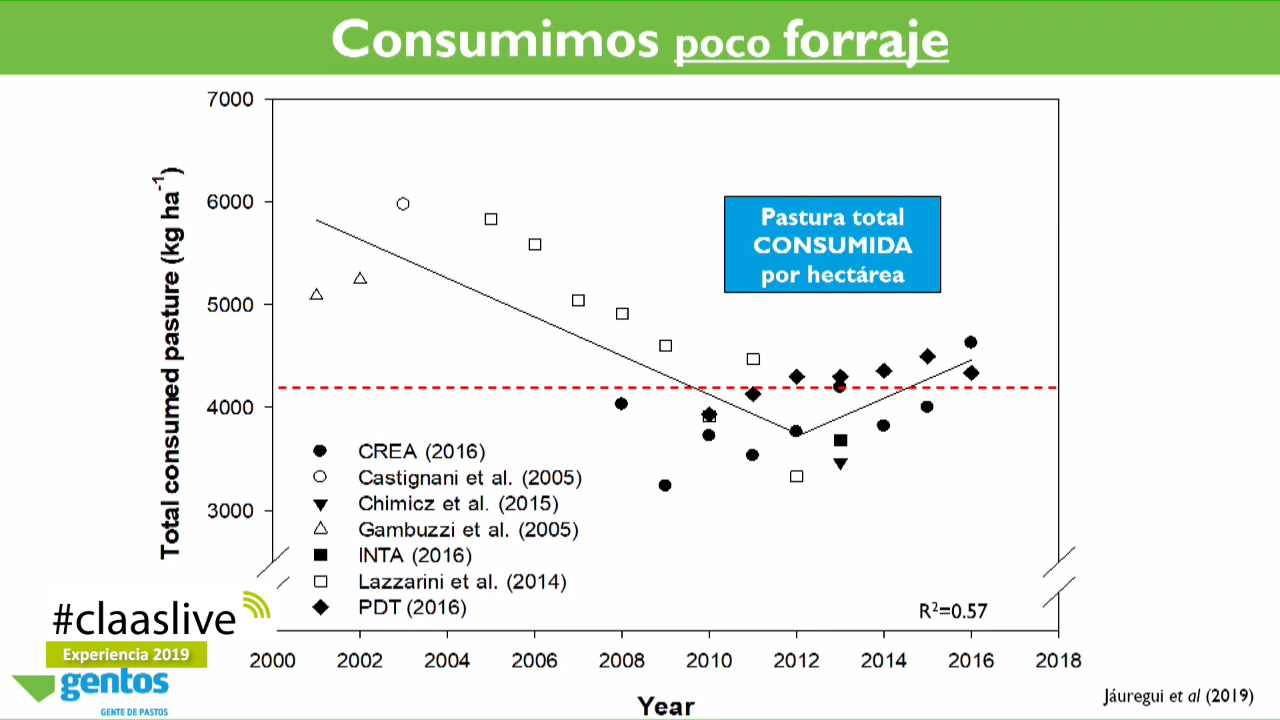 Consumimos poco forraje
7000
6000
5000
4000
3000
Total consumed pasture (kg ha-1)
Pastura total
CONSUMIDA
por hectárea
CREA (2016)
Castignani et al. (2005)
Chimicz et al. (2015)
Gambuzzi et al. (2005)
INTA (2016)
Lazzarini et al. (2014)
PDT (2016)
R²=0.57
2000 2002 2004 2006 2008 2010 2012 2014 2016 2018
Year
#claaslive
Experiencia 2019
gentos
GENTE DE PASTOS
Jáuregui et al (2019)